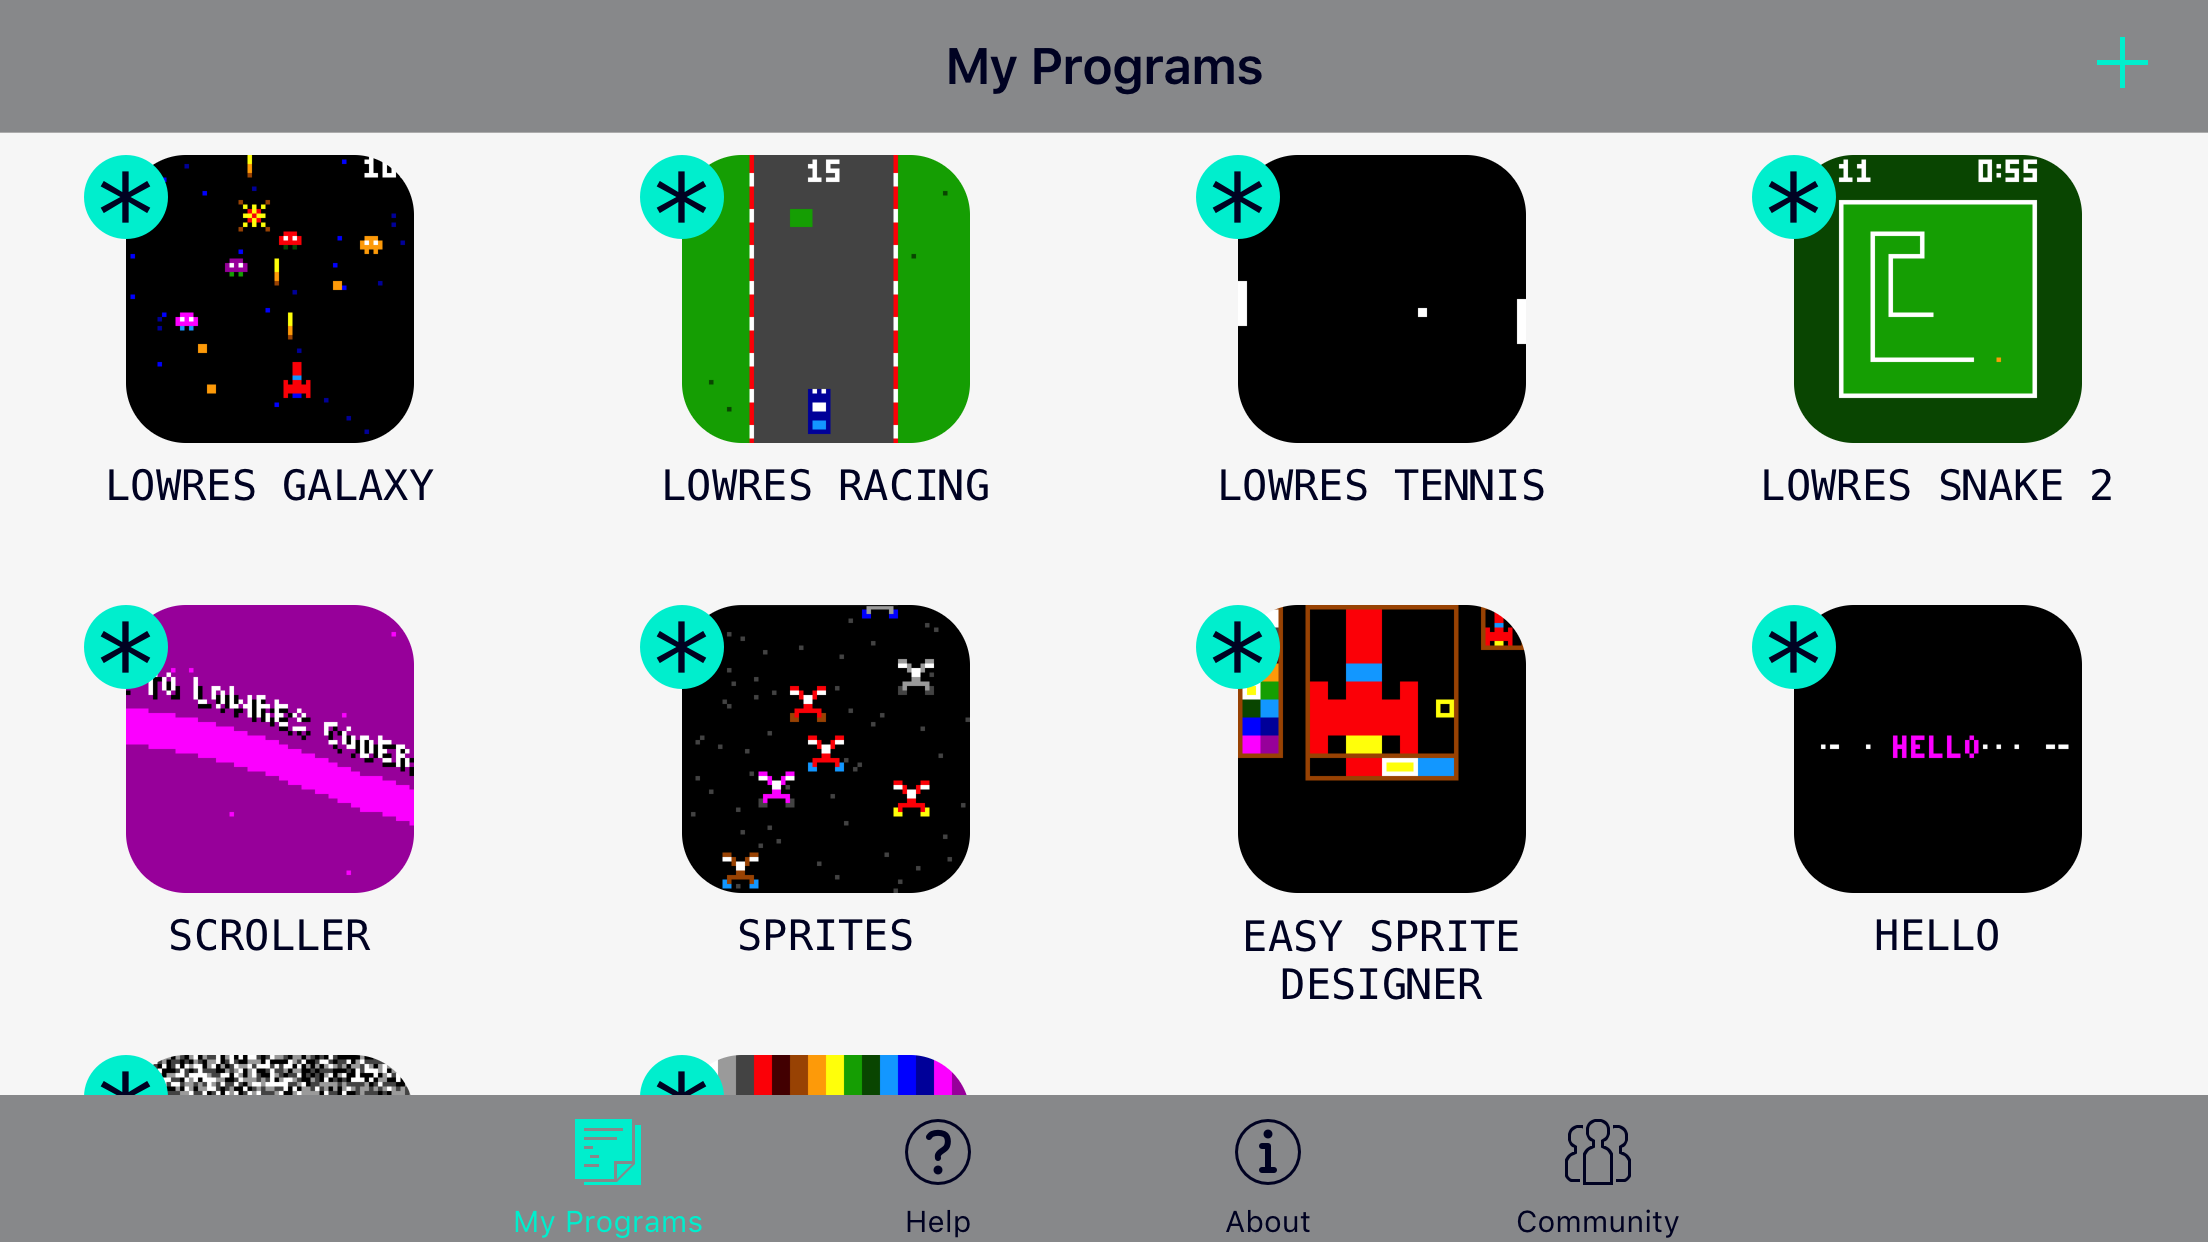 My Programs
15
11 0:55
LOWRES GALAXY LOWRES RACING LOWRES TENNIS LOWRES SNAKE 2
TO LOWRES CODER
HELLO
SCROLLER SPRITES EASY SPRITE DESIGNER HELLO
My Programs Help About Community